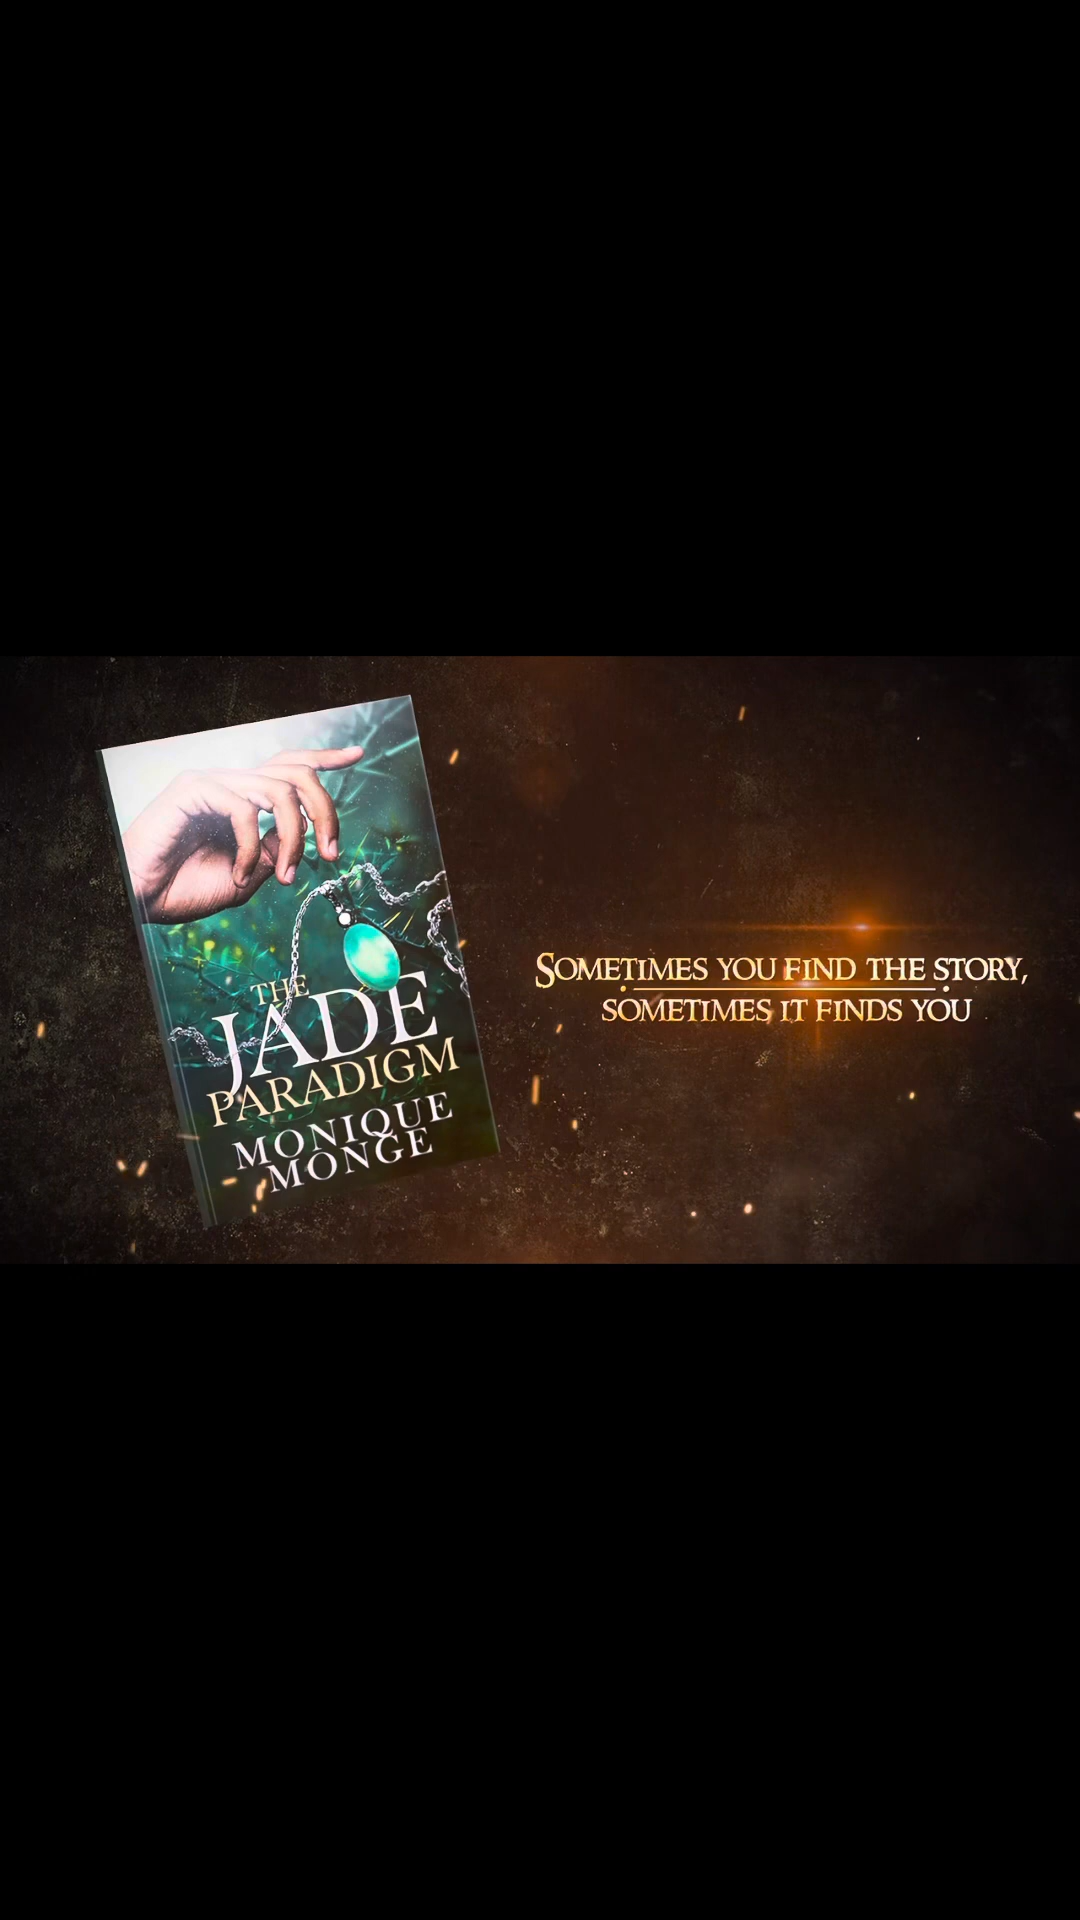 THE
JADE
PARADIGM
MONIQUE
MONGE
SOMETIMES YOU FIND THE STORY,
SOMETIMES IT FINDS YOU